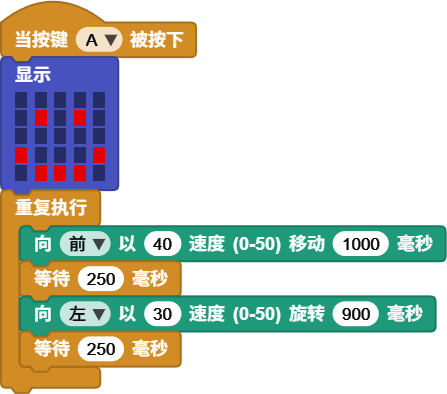 当按键 A 被按下
显示
重复执行
向 前 以 40 速度 (0-50) 移动 1000 毫秒
等待 250 毫秒
向 左 以 30 速度 (0-50) 旋转 900 毫秒
等待 250 毫秒